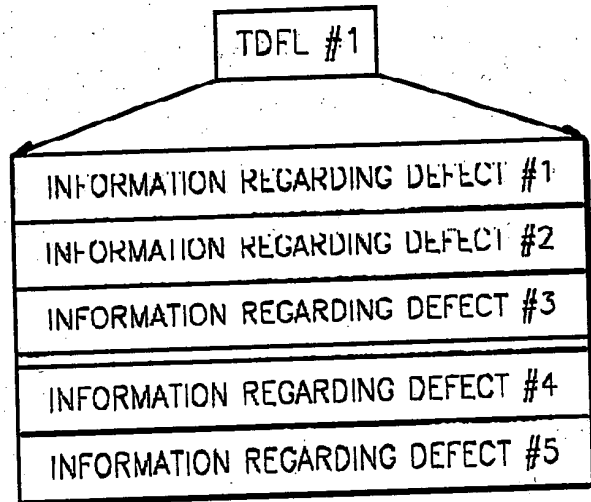 TDFL #1
INFORMATION REGARDING DEFECT #1
INFORMATION REGARDING DEFECT #2
INFORMATION REGARDING DEFECT #3
INFORMATION REGARDING DEFECT #4
INFORMATION REGARDING DEFECT #5